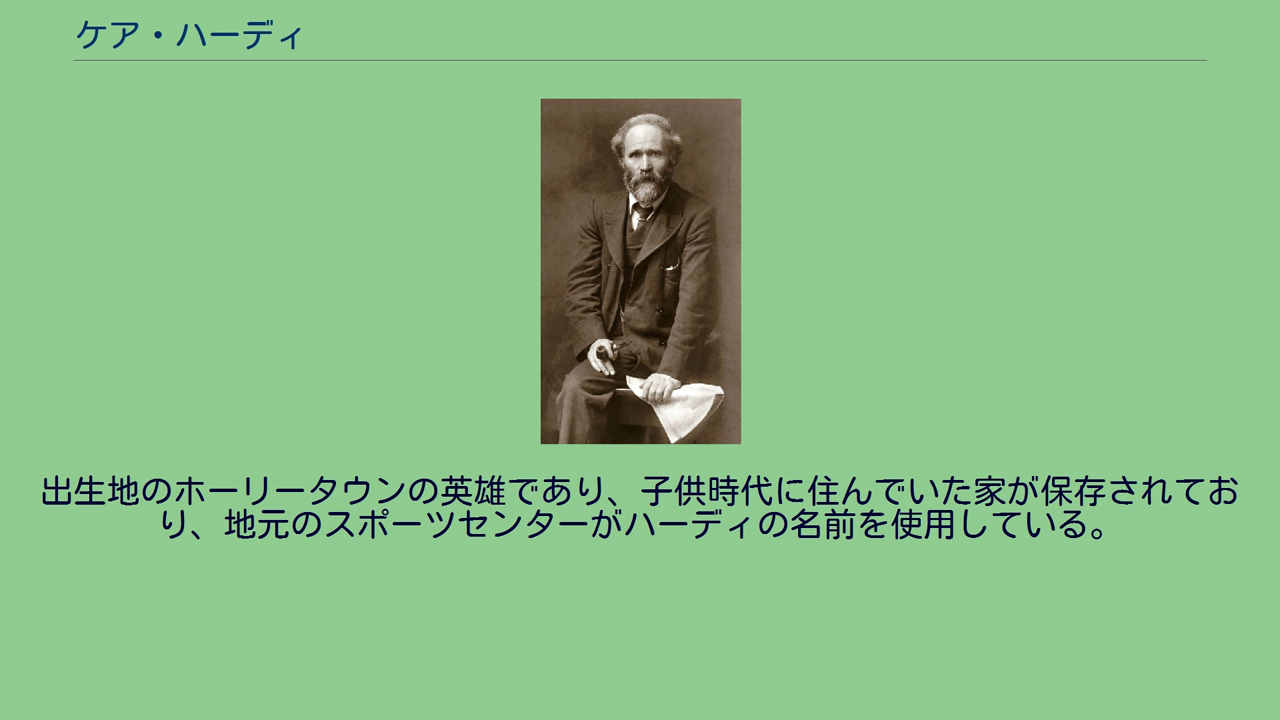 ケア・ハーディ
出生地のホーリータウンの英雄であり、子供時代に住んでいた家が保存されてお
り、地元のスポーツセンターがハーディの名前を使用している。